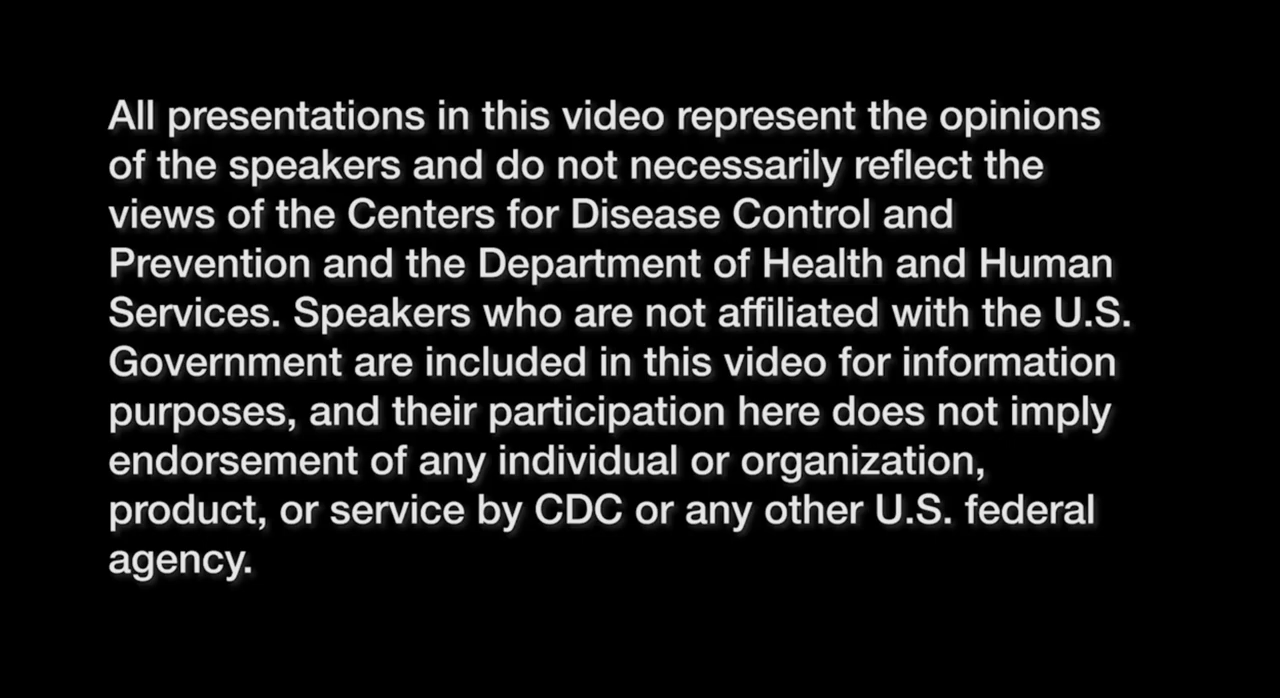 All presentations in this video represent the opinions
of the speakers and do not necessarily reflect the
views of the Centers for Disease Control and
Prevention and the Department of Health and Human
Services. Speakers who are not affiliated with the U.S.
Government are included in this video for information
purposes, and their participation here does not imply
endorsement of any individual or organization,
product, or service by CDC or any other U.S. federal
agency.